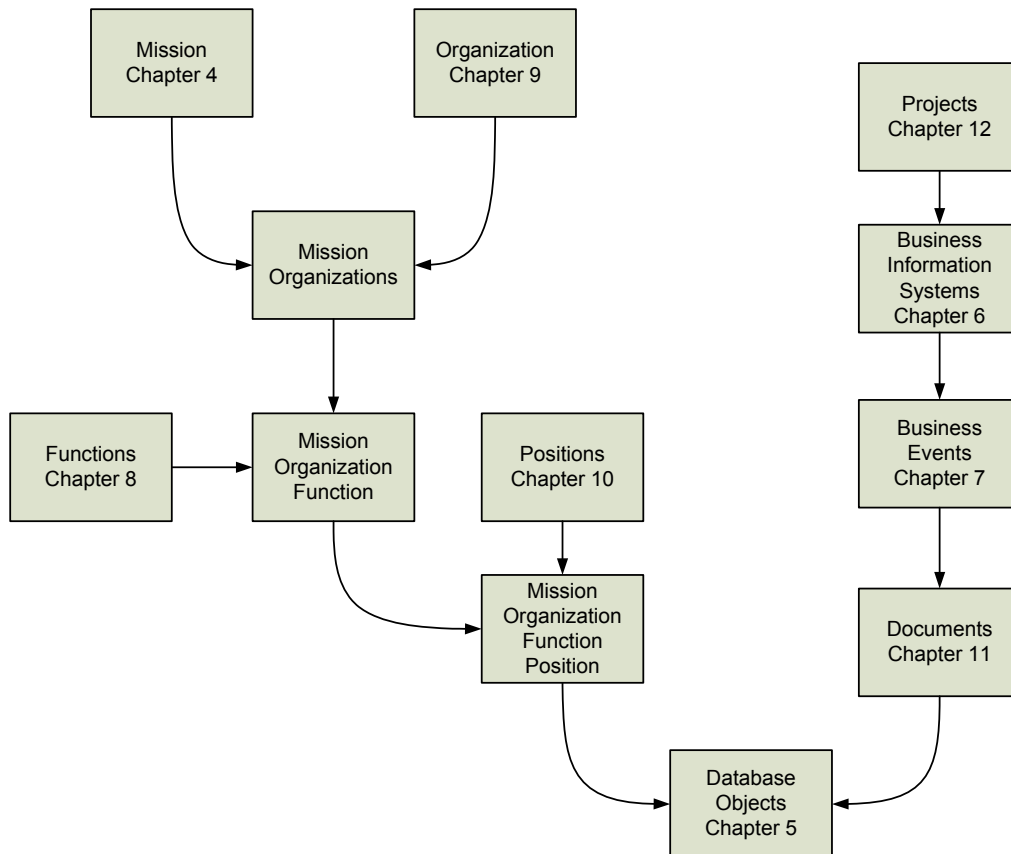 Mission
Chapter 4
Organization
Chapter 9
Projects
Chapter 12
Mission
Organizations
Business
Information
Systems
Chapter 6
Functions
Chapter 8
Mission
Organization
Function
Positions
Chapter 10
Business
Events
Chapter 7
Mission
Organization
Function
Position
Documents
Chapter 11
Database
Objects
Chapter 5